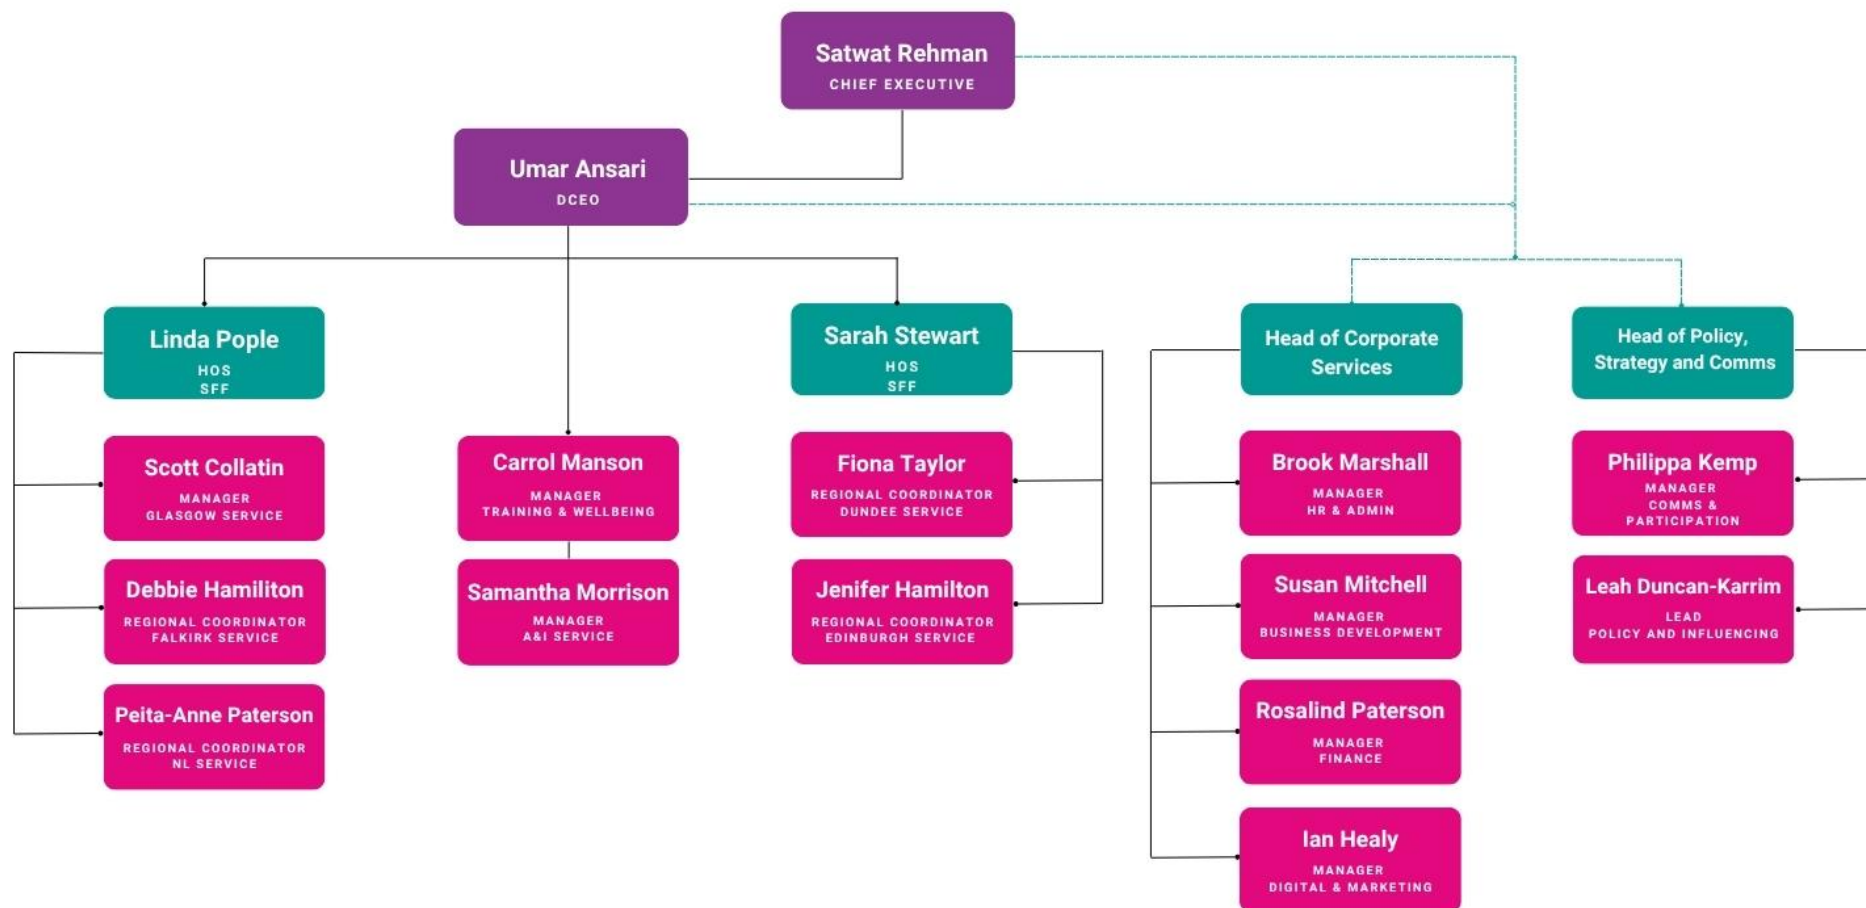 Satwat Rehman
CHIEF EXECUTIVE
Umar Ansari
DCEO
Linda Pople
HOS
SFF
Scott Collatin
MANAGER
GLASGOW SERVICE
Debbie Hamiliton
REGIONAL COORDINATOR
FALKIRK SERVICE
Peita-Anne Paterson
REGIONAL COORDINATOR
NL SERVICE
Carrol Manson
MANAGER
TRAINING & WELLBEING
Samantha Morrison
MANAGER
A&I SERVICE
Sarah Stewart
HOS
SFF
Fiona Taylor
REGIONAL COORDINATOR
DUNDEE SERVICE
Jenifer Hamilton
REGIONAL COORDINATOR
EDINBURGH SERVICE
Head of Corporate
Services
Brook Marshall
MANAGER
HR & ADMIN
Susan Mitchell
MANAGER
BUSINESS DEVELOPMENT
Rosalind Paterson
MANAGER
FINANCE
Ian Healy
MANAGER
DIGITAL & MARKETING
Head of Policy,
Strategy and Comms
Philippa Kemp
MANAGER
COMMS &
PARTICIPATION
Leah Duncan-Karrim
LEAD
POLICY AND INFLUENCING